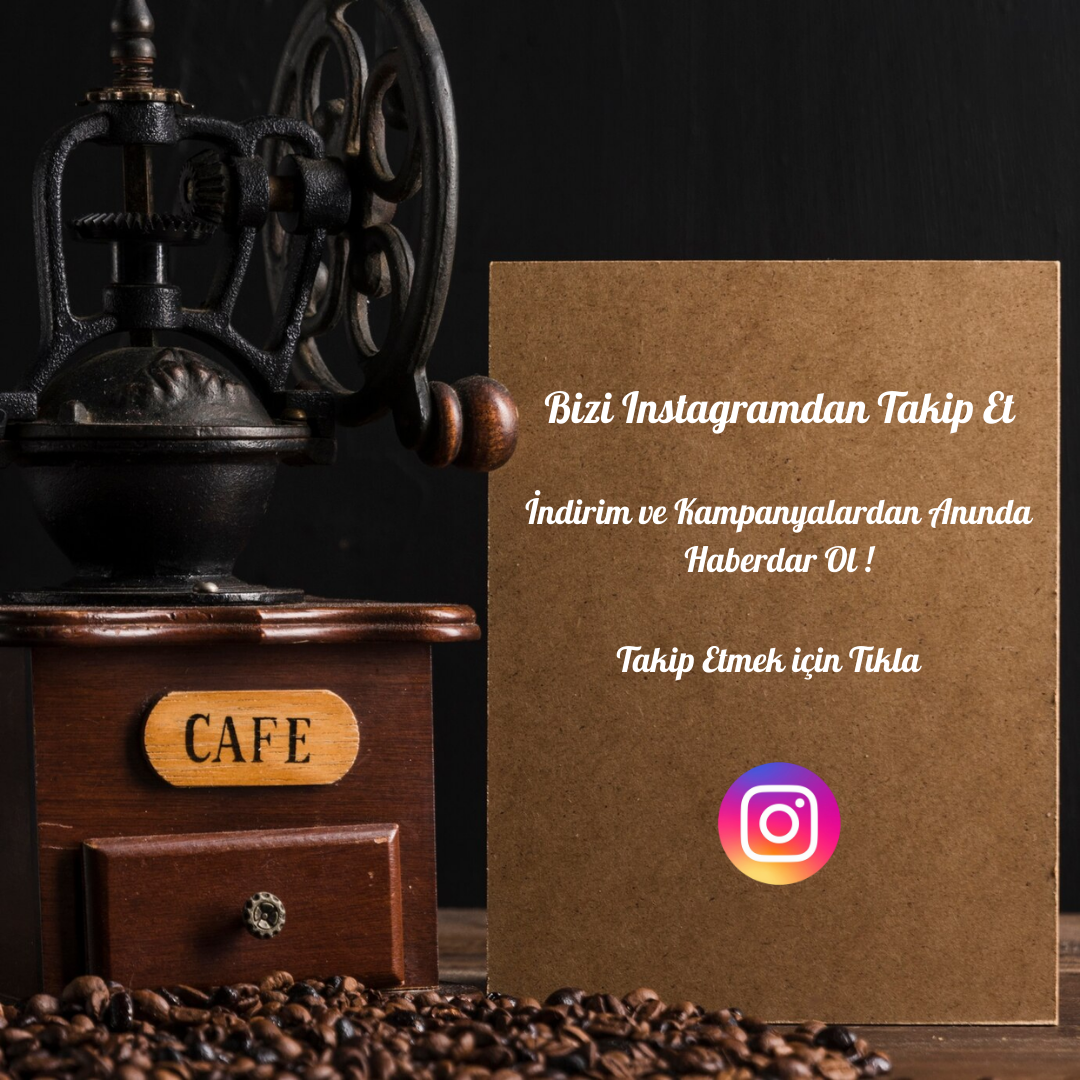 Bizi Instagramdan Takip Et
İndirim ve Kampanyalardan Anında
Haberdar Ol !
Takip Etmek için Tıkla
CAFE